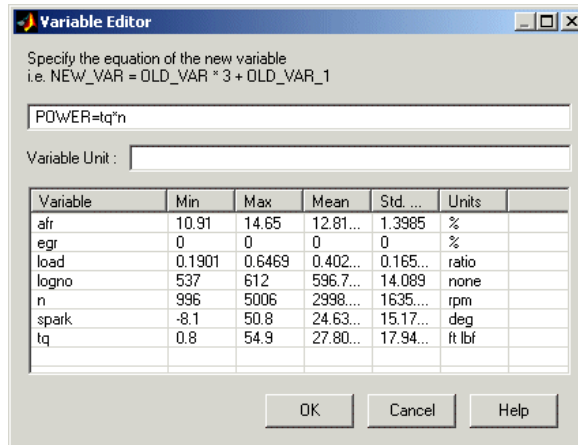 Variable Editor
Specify the equation of the new variable
i.e. NEW_VAR = OLD_VAR * 3 + OLD_VAR_1
POWER=tq*n
Variable Unit :
Variable Min Max Mean Std. ... Units
afr 10.91 14.65 12.81... 1.3985 %
egr 0 0 0 0 %
load 0.1901 0.6469 0.402... 0.165... ratio
logno 537 612 596.7... 14.089 none
n 996 5006 2998.... 1635.... rpm
spark -8.1 50.8 24.63... 15.17... deg
tq 0.8 54.9 27.80... 17.94... ft lbf
OK Cancel Help